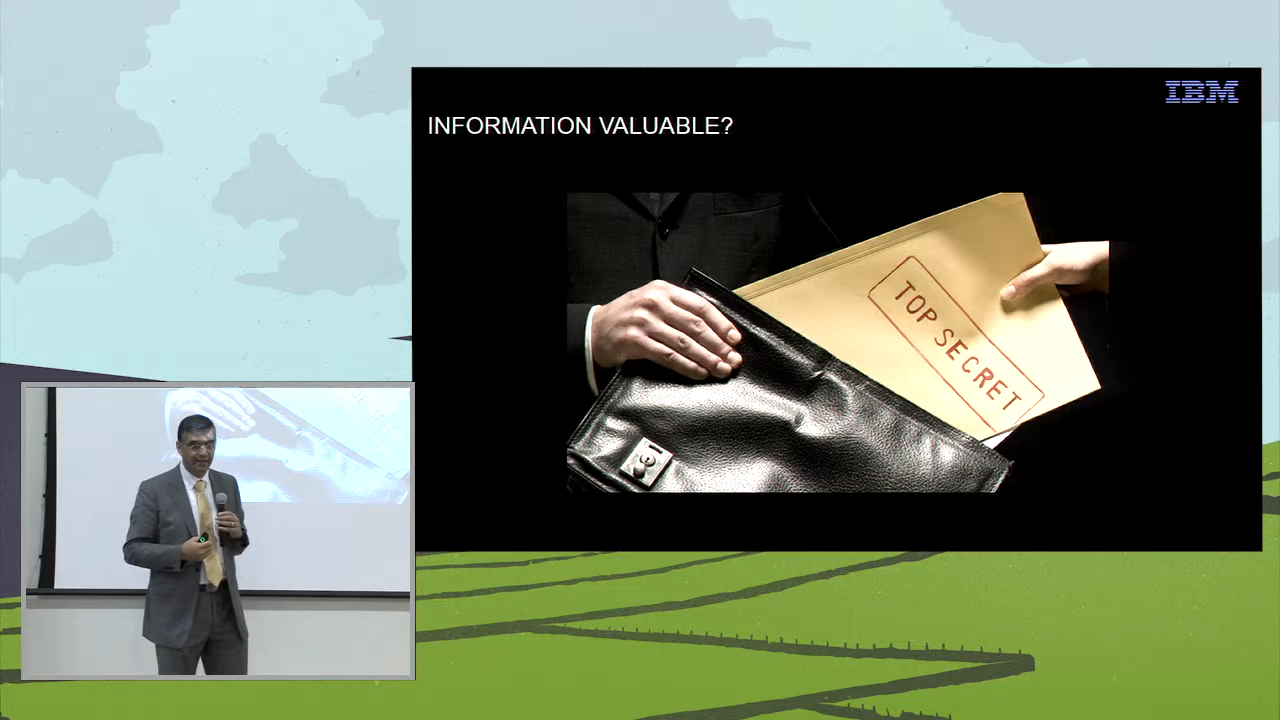 IBM
INFORMATION VALUABLE?
TOP SECRET